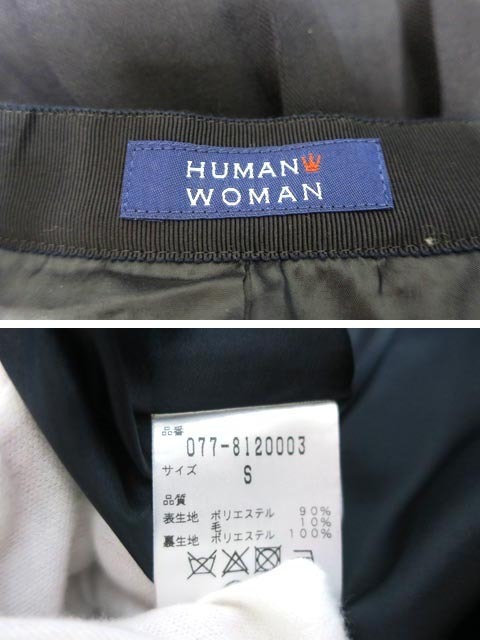 HUMAN
WOMAN
品番
077-8120003
サイズ S
品質
表生地 ポリエステル 90%
毛 10%
裏生地 ポリエステル 100%